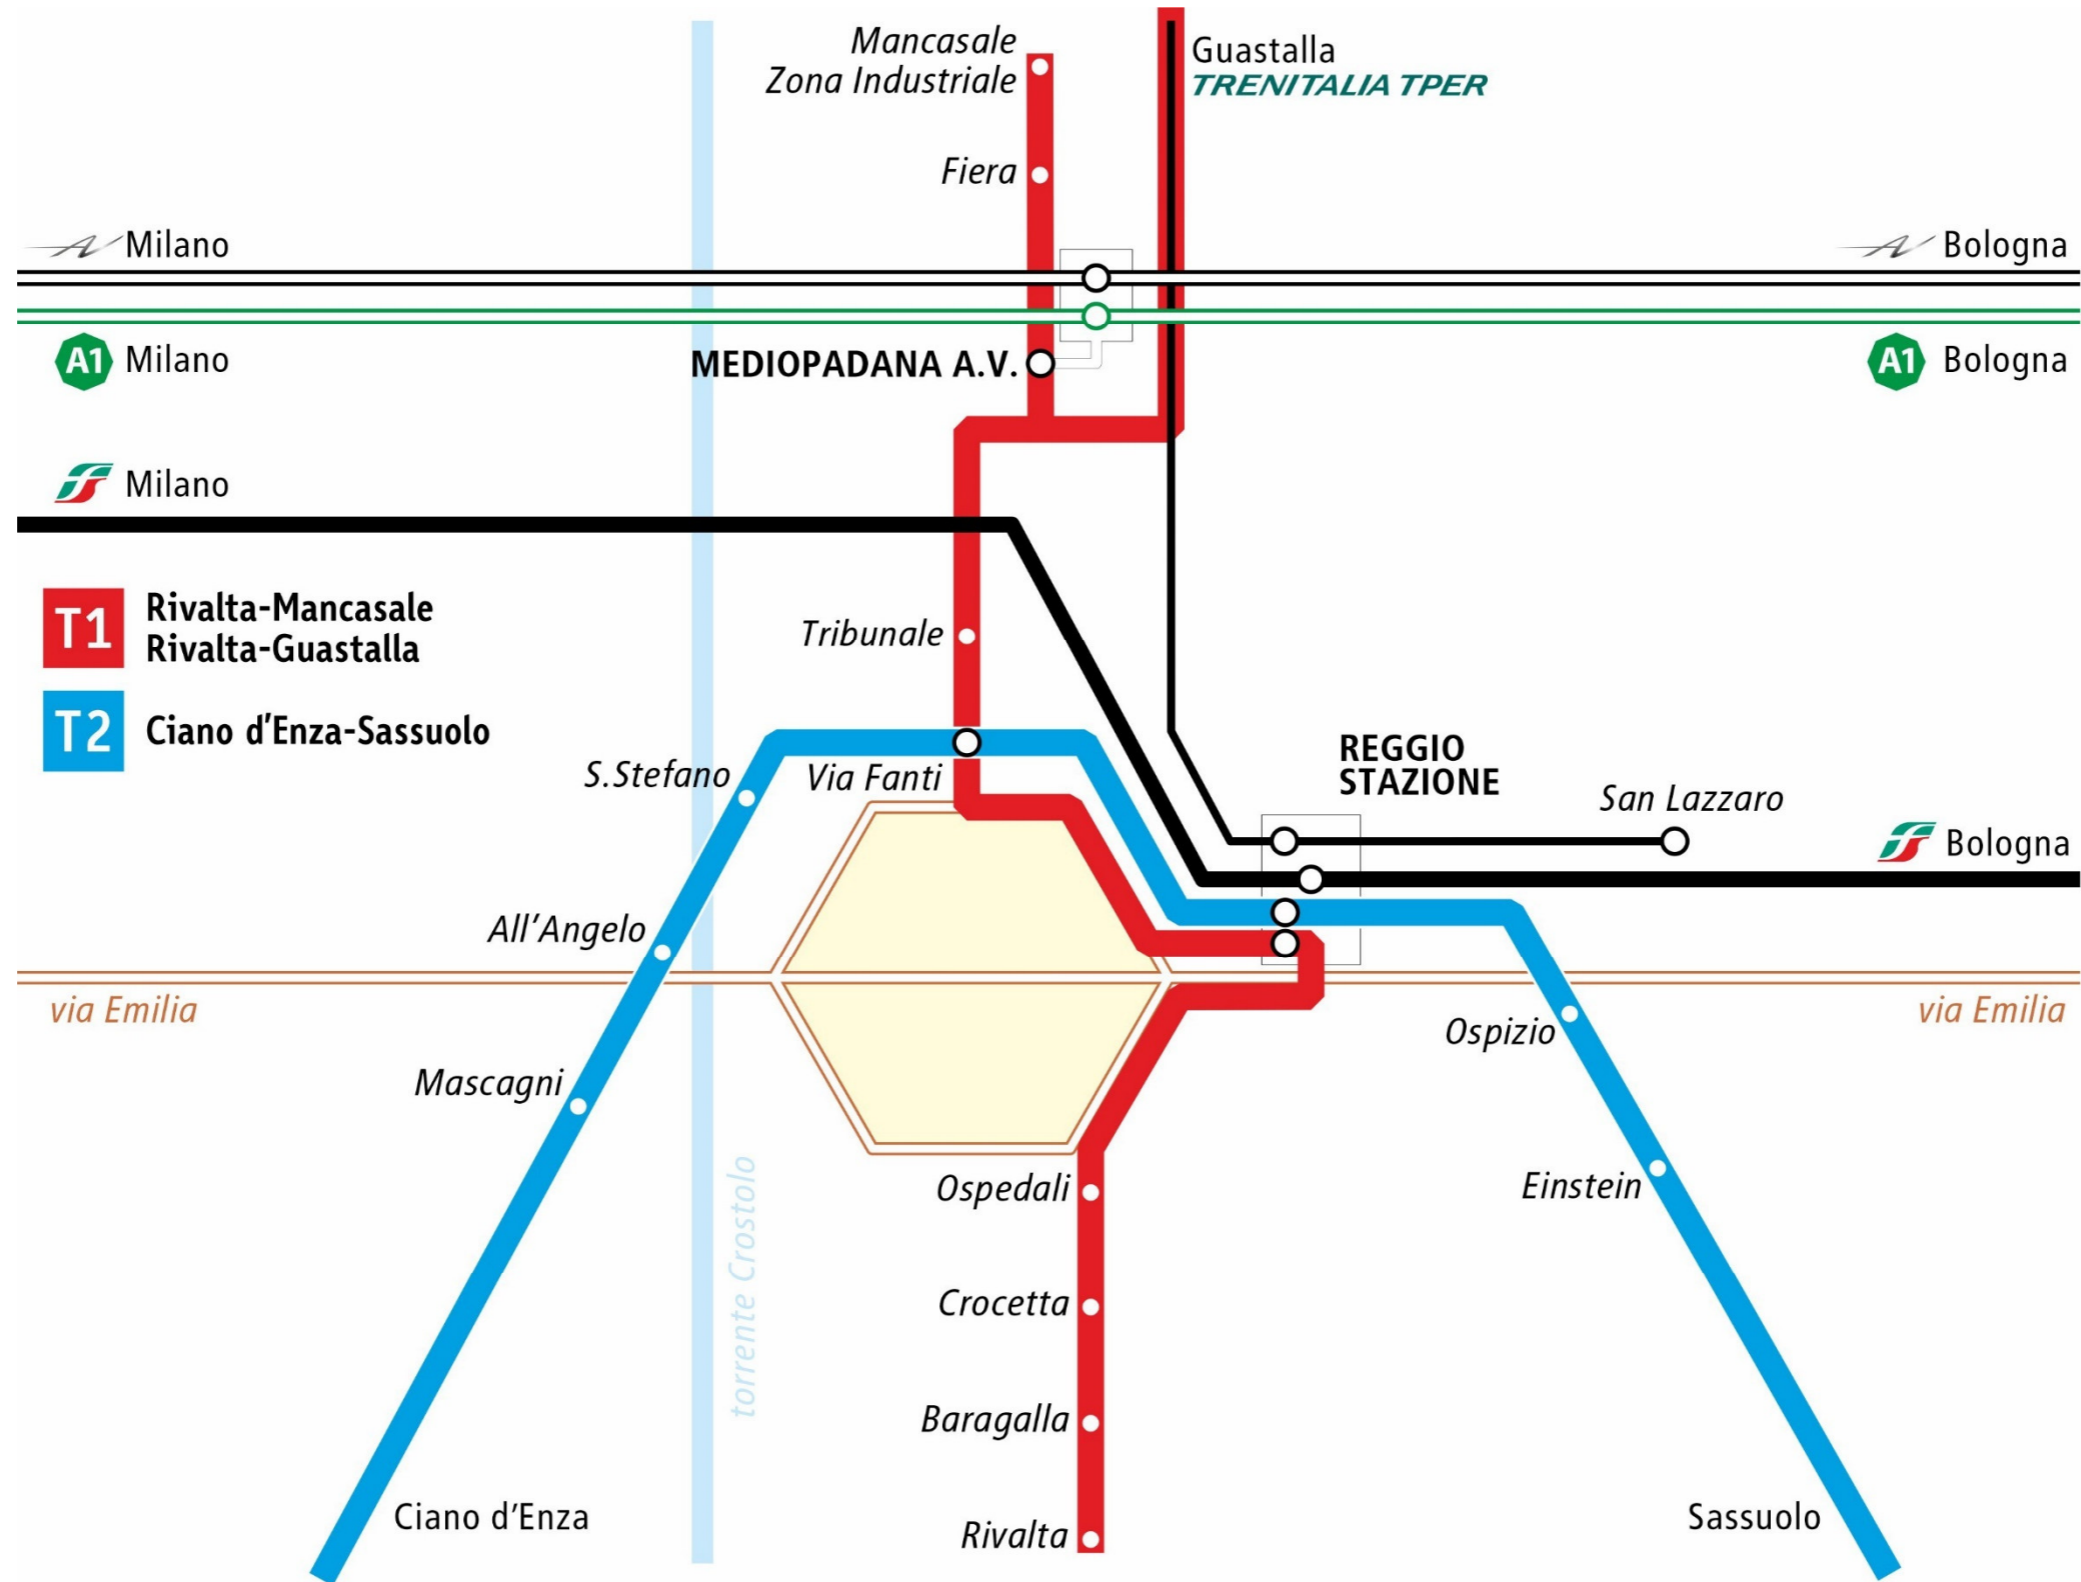 Mancasale
Zona Industriale
Guastalla
TRENITALIA TPER
Fiera
AV Milano
AV Bologna
A1 Milano
MEDIOPADANA A.V.
A1 Bologna
Milano
T1 Rivalta-Mancasale
Rivalta-Guastalla
Tribunale
T2 Ciano d'Enza-Sassuolo
S.Stefano
Via Fanti
REGGIO
STAZIONE
San Lazzaro
Bologna
All'Angelo
via Emilia
via Emilia
Ospizio
Mascagni
torrente Crostolo
Ospedali
Einstein
Crocetta
Baragalla
Ciano d'Enza
Rivalta
Sassuolo